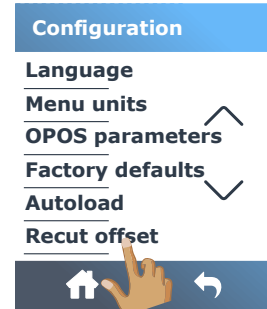 Configuration
Language
Menu units
OPOS parameters
Factory defaults
Autoload
Recut offset